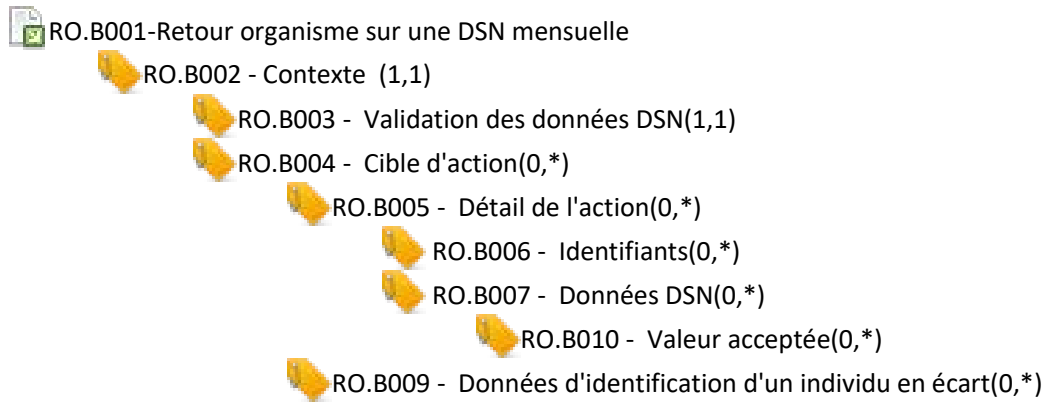 RO.B001-Retour organisme sur une DSN mensuelle
RO.B002 - Contexte (1,1)
RO.B003 - Validation des données DSN(1,1)
RO.B004 - Cible d'action(0,*)
RO.B005 - Détail de l'action(0,*)
RO.B006 - Identifiants(0,*)
RO.B007 - Données DSN(0,*)
RO.B010 - Valeur acceptée(0,*)
RO.B009 - Données d'identification d'un individu en écart(0,*)